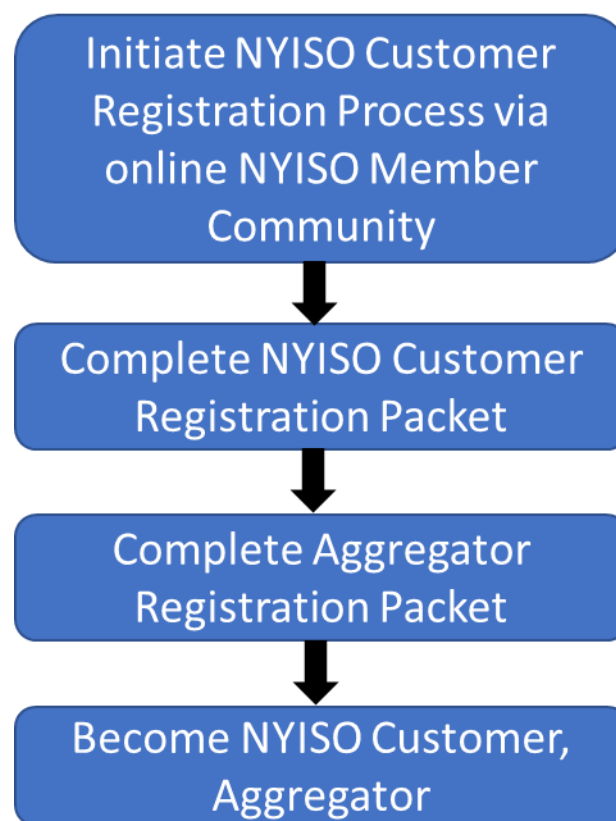 Initiate NYISO Customer
Registration Process via
online NYISO Member
Community
Complete NYISO Customer
Registration Packet
Complete Aggregator
Registration Packet
Become NYISO Customer,
Aggregator